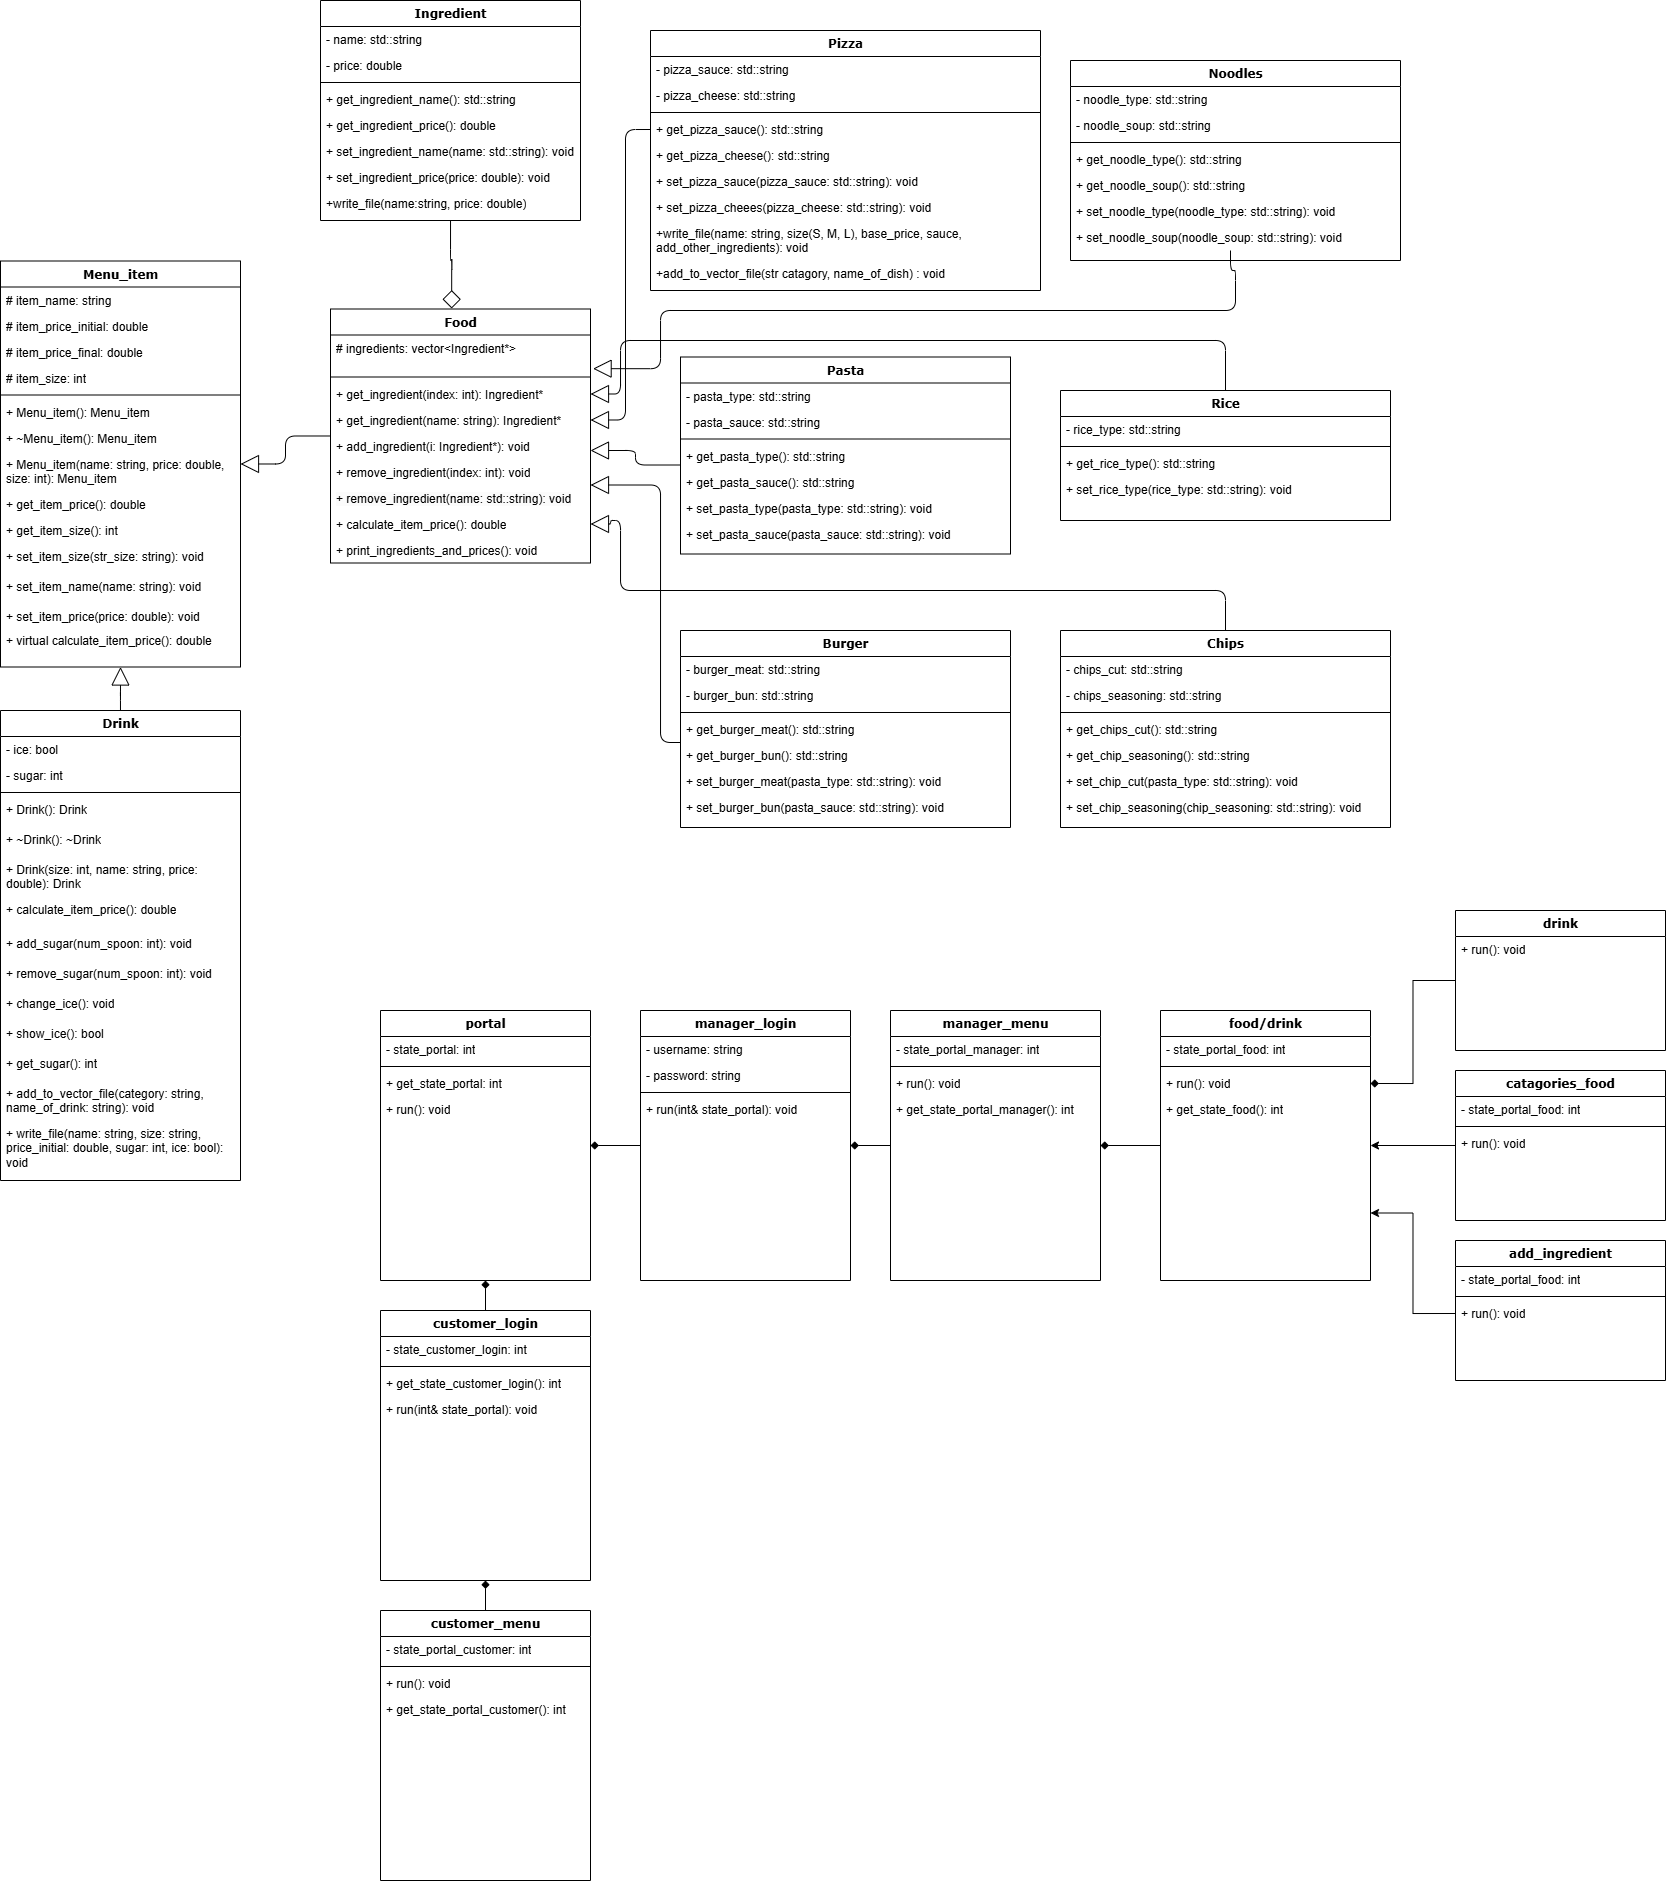 Ingredient
- name: std::string
- price: double
+ get_ingredient_name(): std::string
+ get_ingredient_price(): double
+ set_ingredient_name(name: std::string): void
+ set_ingredient_price(price: double): void
+write_file(name:string, price: double)
Pizza
- pizza_sauce: std::string
- pizza_cheese: std::string
+ get_pizza_sauce(): std::string
+ get_pizza_cheese(): std::string
+ set_pizza_sauce(pizza_sauce: std::string): void
+ set_pizza_cheees(pizza_cheese: std::string): void
+write_file(name: string, size(S, M, L), base_price, sauce,
add_other_ingredients): void
+add_to_vector_file(str catagory, name_of_dish) : void
Noodles
- noodle_type: std::string
- noodle_soup: std::string
+ get_noodle_type(): std::string
+ get_noodle_soup(): std::string
+ set_noodle_type(noodle_type: std::string): void
+ set_noodle_soup(noodle_soup: std::string): void
Menu_item
# item_name: string
# item_price_initial: double
# item_price_final: double
# item_size: int
+ Menu_item(): Menu_item
+ ~Menu_item(): Menu_item
+ Menu_item(name: string, price: double,
size: int): Menu_item
+ get_item_price(): double
+ get_item_size(): int
+ set_item_size(str_size: string): void
+ set_item_name(name: string): void
+ set_item_price(price: double): void
+ virtual calculate_item_price(): double
Food
# ingredients: vector<Ingredient*>
+ get_ingredient(index: int): Ingredient*
+ get_ingredient(name: string): Ingredient*
+ add_ingredient(i: Ingredient*): void
+ remove_ingredient(index: int): void
+ remove_ingredient(name: std::string): void
+ calculate_item_price(): double
+ print_ingredients_and_prices(): void
Pasta
- pasta_type: std::string
- pasta_sauce: std::string
+ get_pasta_type(): std::string
+ get_pasta_sauce(): std::string
+ set_pasta_type(pasta_type: std::string): void
+ set_pasta_sauce(pasta_sauce: std::string): void
Rice
- rice_type: std::string
+ get_rice_type(): std::string
+ set_rice_type(rice_type: std::string): void
Burger
- burger_meat: std::string
- burger_bun: std::string
+ get_burger_meat(): std::string
+ get_burger_bun(): std::string
+ set_burger_meat(pasta_type: std::string): void
+ set_burger_bun(pasta_sauce: std::string): void
Chips
- chips_cut: std::string
- chips_seasoning: std::string
+ get_chips_cut(): std::string
+ get_chip_seasoning(): std::string
+ set_chip_cut(pasta_type: std::string): void
+ set_chip_seasoning(chip_seasoning: std::string): void
Drink
- ice: bool
- sugar: int
+ Drink(): Drink
+ ~Drink(): ~Drink
+ Drink(size: int, name: string, price:
double): Drink
+ calculate_item_price(): double
+ add_sugar(num_spoon: int): void
+ remove_sugar(num_spoon: int): void
+ change_ice(): void
+ show_ice(): bool
+ get_sugar(): int
+ add_to_vector_file(category: string,
name_of_drink: string): void
+ write_file(name: string, size: string,
price_initial: double, sugar: int, ice: bool):
void
portal
- state_portal: int
+ get_state_portal: int
+ run(): void
manager_login
- username: string
- password: string
+ run(int& state_portal): void
manager_menu
- state_portal_manager: int
+ run(): void
+ get_state_portal_manager(): int
food/drink
- state_portal_food: int
+ run(): void
+ get_state_food(): int
drink
+ run(): void
catagories_food
- state_portal_food: int
+ run(): void
add_ingredient
- state_portal_food: int
+ run(): void
customer_login
- state_customer_login: int
+ get_state_customer_login(): int
+ run(int& state_portal): void
customer_menu
- state_portal_customer: int
+ run(): void
+ get_state_portal_customer(): int